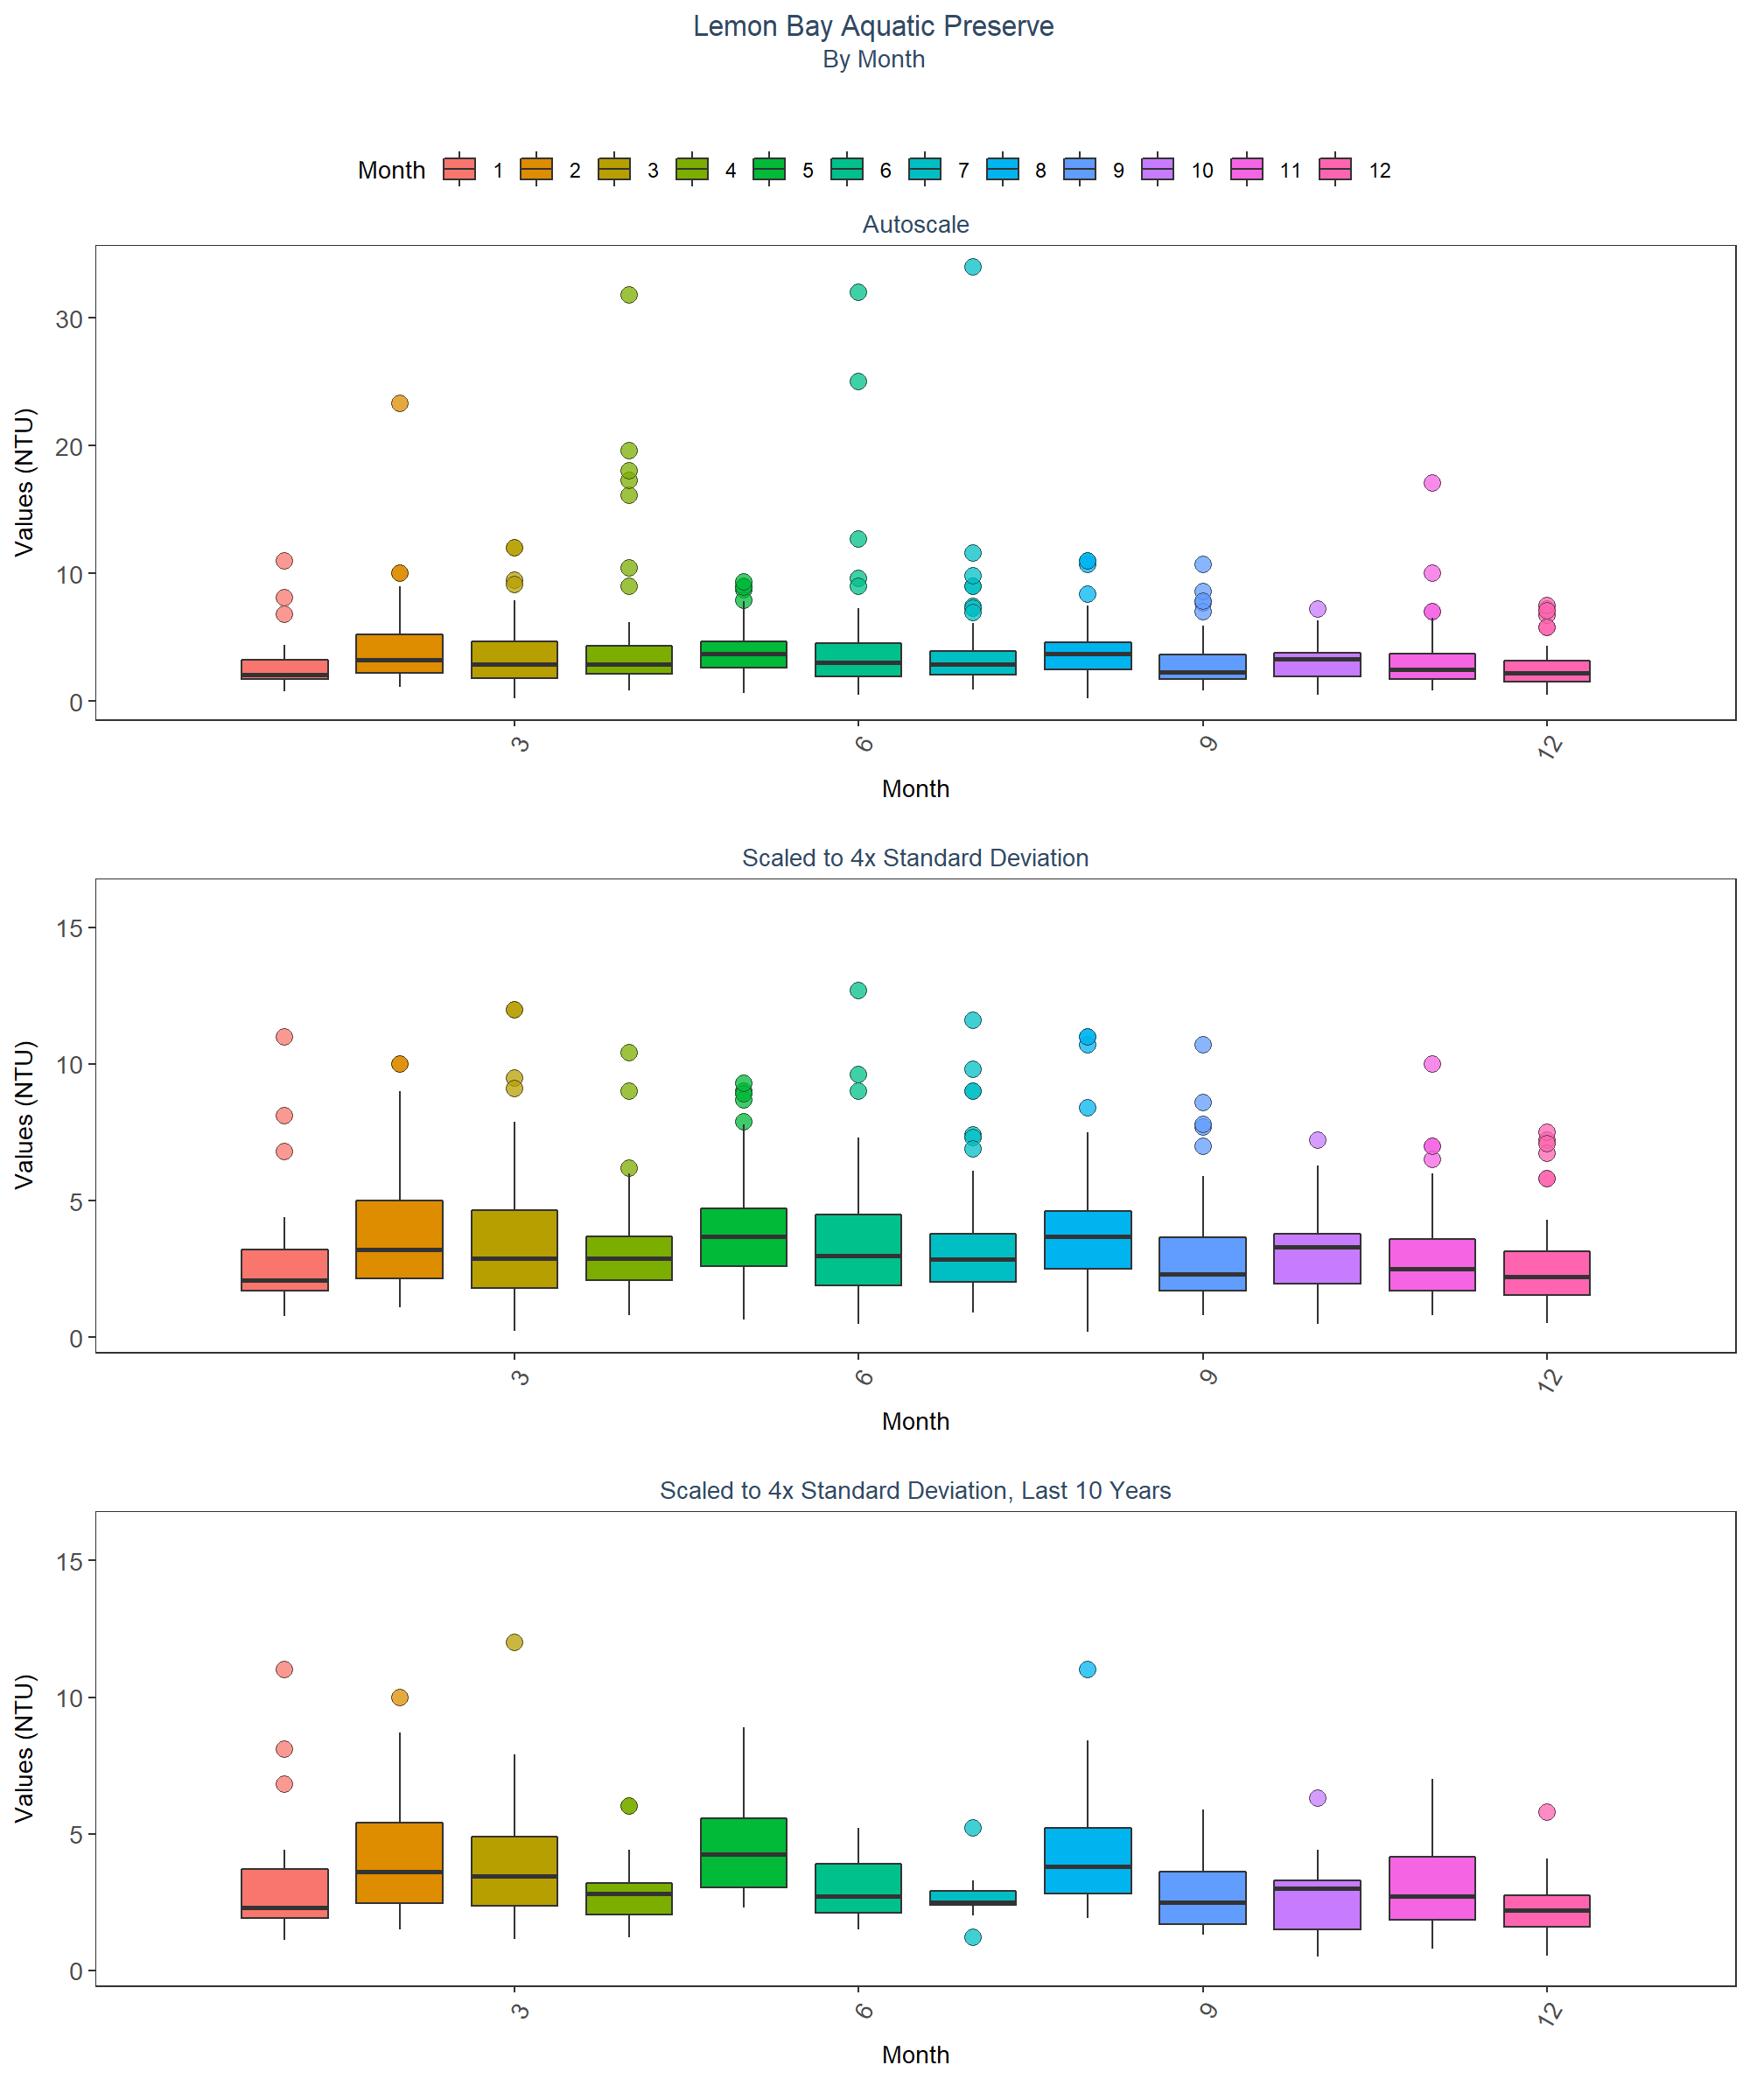 Lemon Bay Aquatic Preserve
By Month
Month 1 2 3 4 5 6 7 8 9 10 11 12
Autoscale
Values (NTU)
30
20
10
0
3 6 9 12
Month
Scaled to 4x Standard Deviation
Values (NTU)
15
10
5
0
3 6 9 12
Month
Scaled to 4x Standard Deviation, Last 10 Years
Values (NTU)
15
10
5
0
3 6 9 12
Month